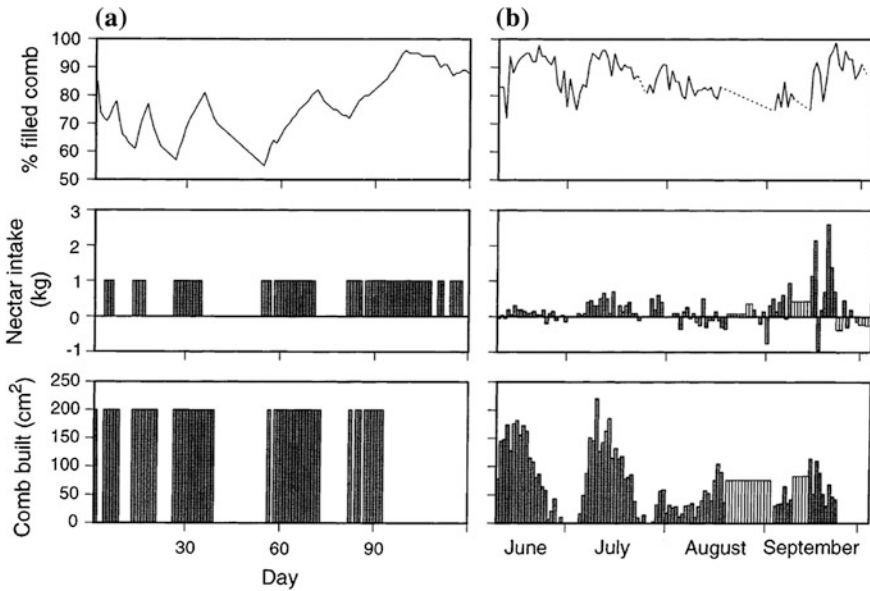 (a)
(b)
% filled comb
100
90
80
70
60
50
Nectar intake
(kg)
3
2
1
0
-1
Comb built (cm²)
250
200
150
100
50
0
30
60
90
Day
June
July
August
September